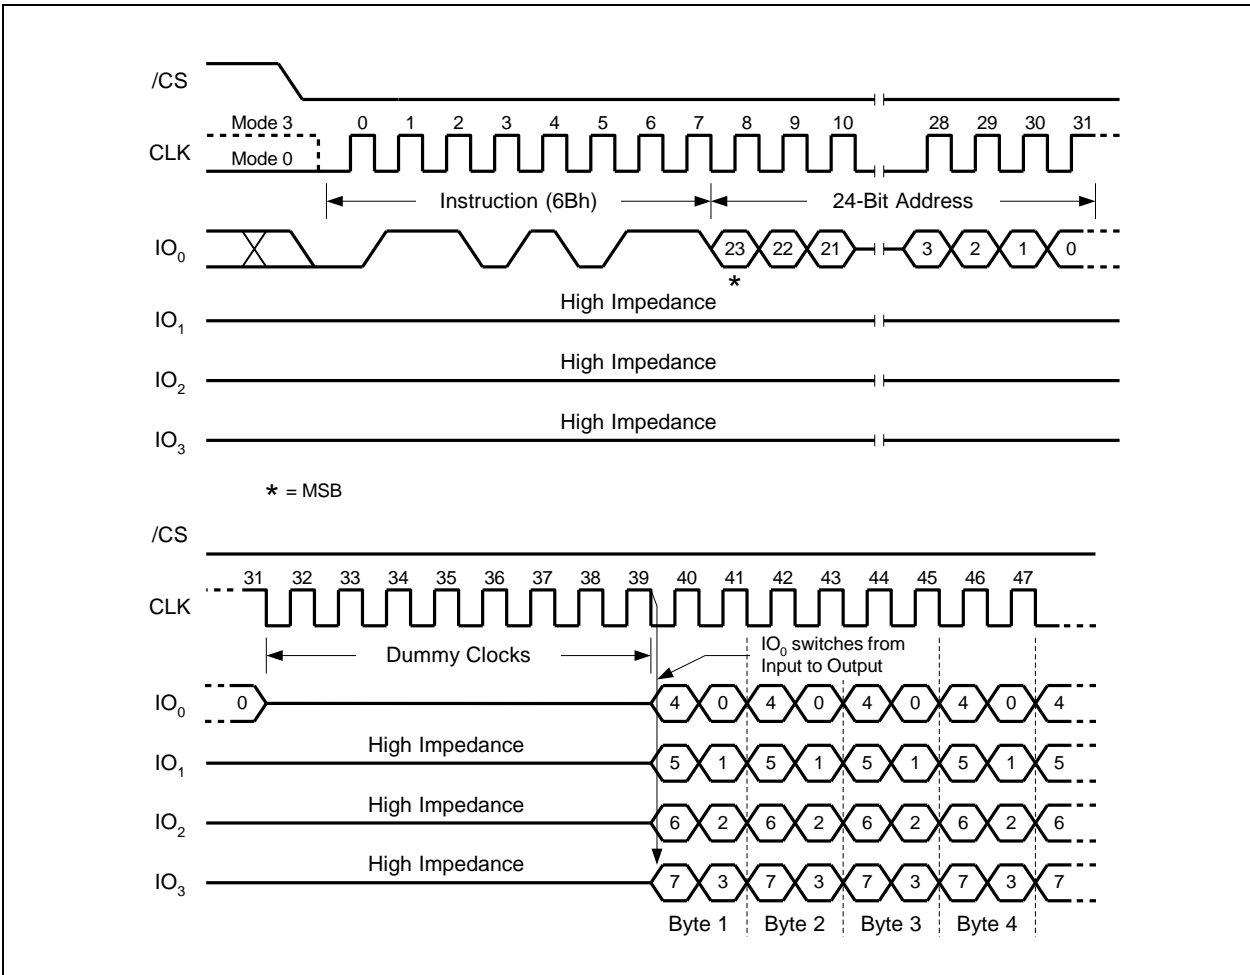 /CS
Mode 3 0 1 2 3 4 5 6 7 8 9 10 28 29 30 31
CLK
Mode 0
Instruction (6Bh) 24-Bit Address
IO0 23 22 21 3 2 1 0
*
High Impedance
IO1
High Impedance
IO2
High Impedance
IO3
* = MSB
/CS
31 32 33 34 35 36 37 38 39 40 41 42 43 44 45 46 47
CLK
IO0 switches from
Dummy Clocks Input to Output
IO0 0 4 0 4 0 4 0 4 0 4
High Impedance
IO1 5 1 5 1 5 1 5 1 5
High Impedance
IO2 6 2 6 2 6 2 6 2 6
High Impedance
IO3 7 3 7 3 7 3 7 3 7
Byte 1 Byte 2 Byte 3 Byte 4